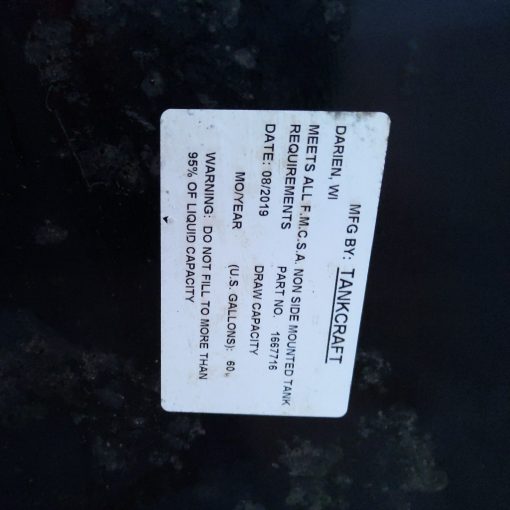 MFG BY: TANKCRAFT
DARIEN, WI
MEETS ALL F.M.C.S.A. NON SIDE MOUNTED TANK
REQUIREMENTS PART NO. 1667716
DATE: 08/2019 DRAW CAPACITY
MO/YEAR (U.S. GALLONS): 60
WARNING: DO NOT FILL TO MORE THAN
95% OF LIQUID CAPACITY